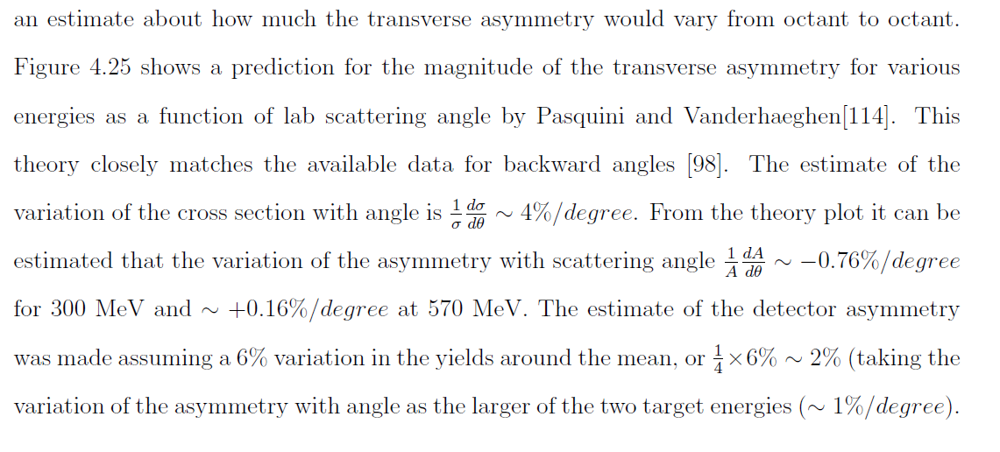 an estimate about how much the transverse asymmetry would vary from octant to octant.
Figure 4.25 shows a prediction for the magnitude of the transverse asymmetry for various
energies as a function of lab scattering angle by Pasquini and Vanderhaeghen[114]. This
theory closely matches the available data for backward angles [98]. The estimate of the
variation of the cross section with angle is $\frac{1}{\sigma}\frac{d\sigma}{d\theta}$ ∼ 4%/degree. From the theory plot it can be
estimated that the variation of the asymmetry with scattering angle $\frac{1}{A}\frac{dA}{d\theta}$ ∼ −0.76%/degree
for 300 MeV and ∼ +0.16%/degree at 570 MeV. The estimate of the detector asymmetry
was made assuming a 6% variation in the yields around the mean, or $\frac{1}{4}$×6% ∼ 2% (taking the
variation of the asymmetry with angle as the larger of the two target energies (∼ 1%/degree).